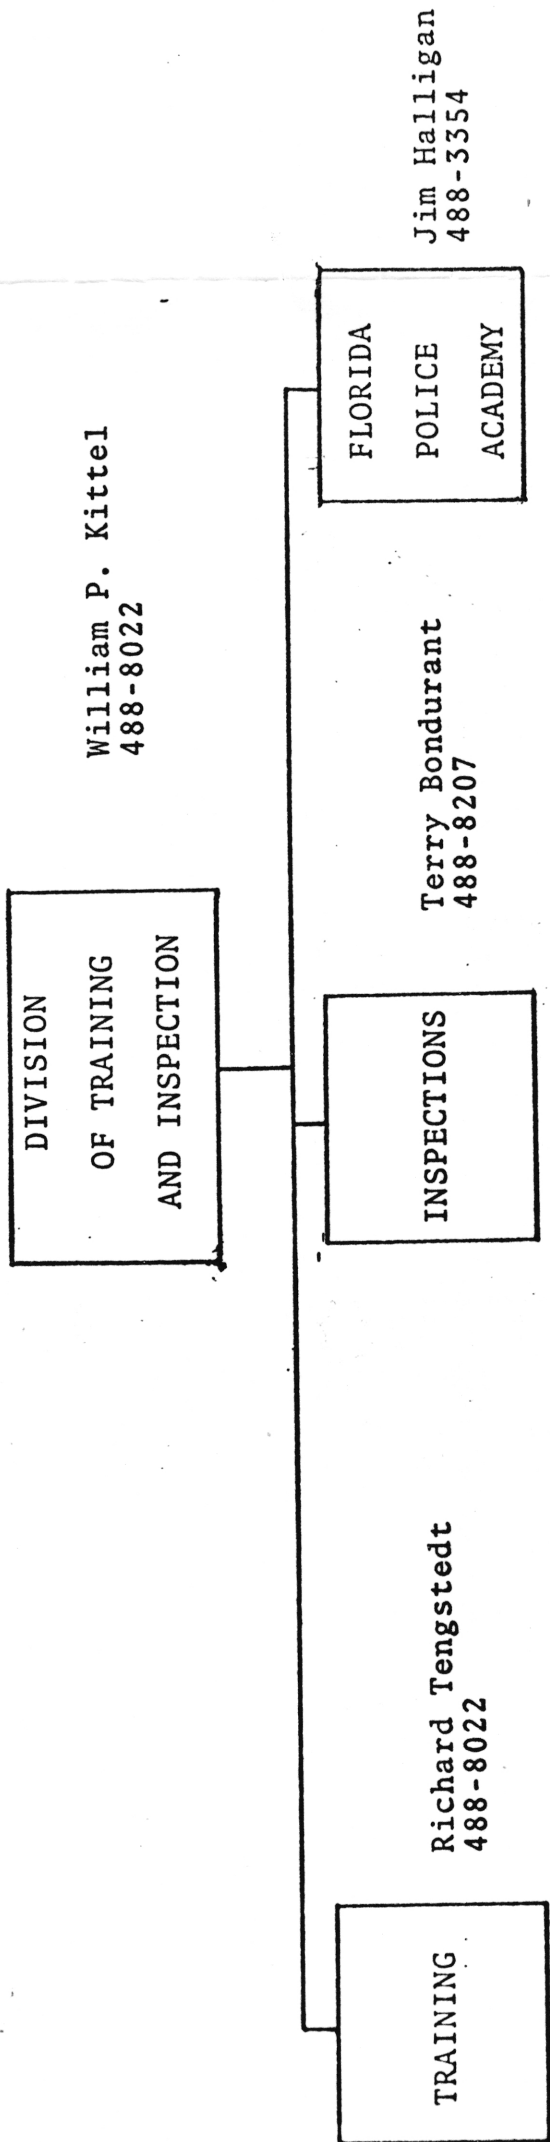 DIVISION
OF TRAINING
AND INSPECTION
William P. Kittel
488-8022
TRAINING
Richard Tengstedt
488-8022
INSPECTIONS
Terry Bondurant
488-8207
FLORIDA
POLICE
ACADEMY
Jim Halligan
488-3354